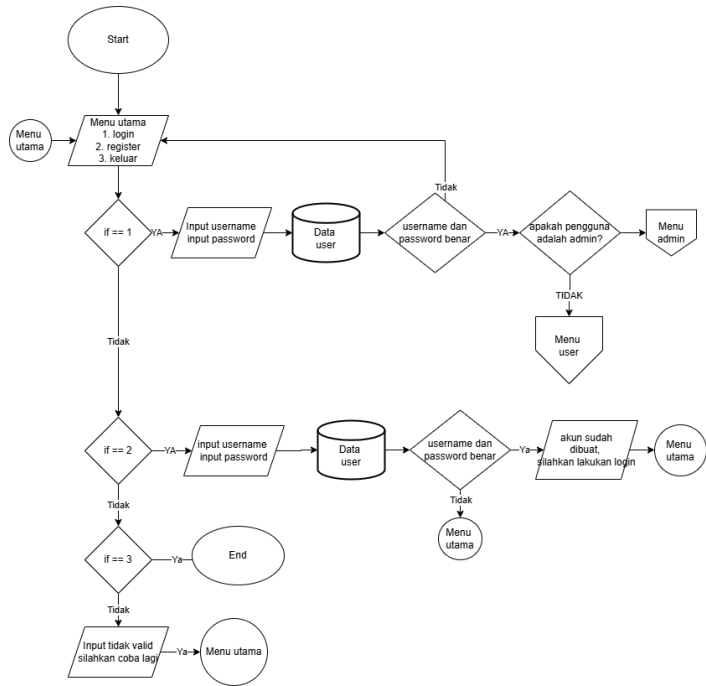 Start
Menu
utama
Menu utama
1. login
2. register
3. keluar
Tidak
if == 1
YA
Input username
input password
Data
user
username dan
password benar
YA
apakah pengguna
adalah admin?
Menu
admin
TIDAK
Menu
user
Tidak
if == 2
YA
input username
input password
Data
user
username dan
password benar
Ya
akun sudah
dibuat,
silahkan lakukan login
Menu
utama
Tidak
Menu
utama
Tidak
if == 3
Ya
End
Tidak
Input tidak valid
silahkan coba lagi
Ya
Menu utama